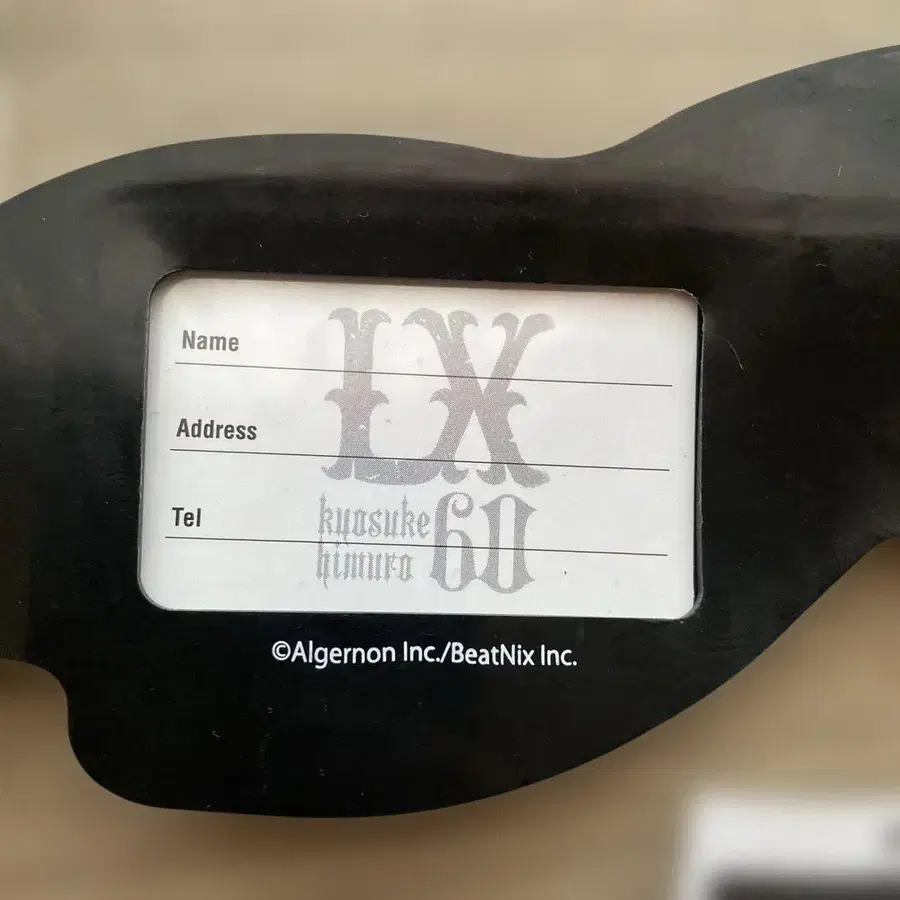 LX
Name
Address
Tel
kyosuke
himuro 60
©Algernon Inc./BeatNix Inc.